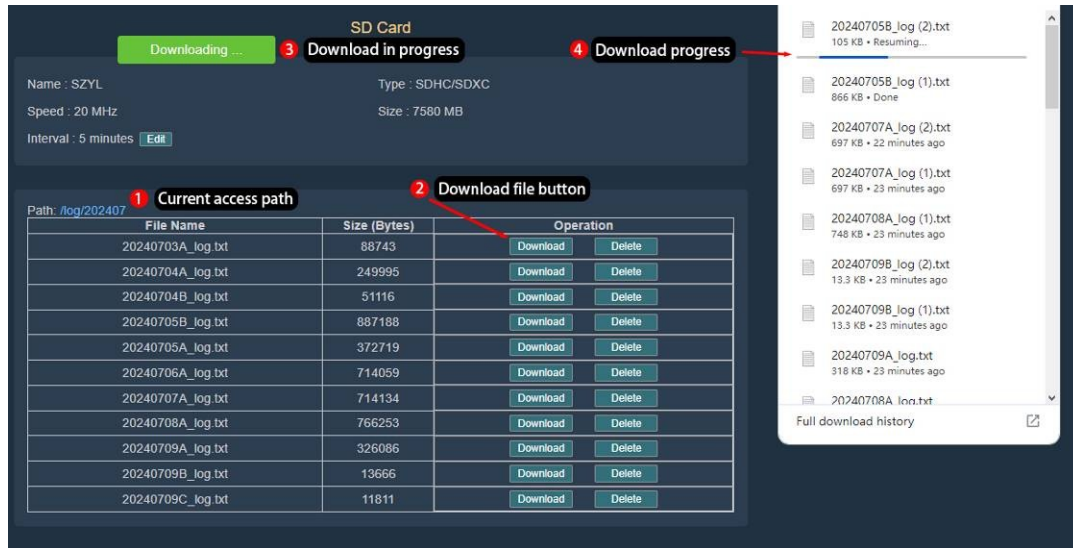 SD Card
Downloading ...
3 Download in progress
4 Download progress
Name : SZYL
Type : SDHC/SDXC
Speed : 20 MHz
Size : 7580 MB
Interval : 5 minutes Edit
1 Current access path
2 Download file button
Path: /log/202407
File Name Size (Bytes) Operation
20240703A_log.txt 88743 Download Delete
20240704A_log.txt 249995 Download Delete
20240704B_log.txt 51116 Download Delete
20240705B_log.txt 887188 Download Delete
20240705A_log.txt 372719 Download Delete
20240706A_log.txt 714059 Download Delete
20240707A_log.txt 714134 Download Delete
20240708A_log.txt 766253 Download Delete
20240709A_log.txt 326086 Download Delete
20240709B_log.txt 13666 Download Delete
20240709C_log.txt 11811 Download Delete
20240705B_log (2).txt
105 KB • Resuming...
20240705B_log (1).txt
866 KB • Done
20240707A_log (2).txt
697 KB • 22 minutes ago
20240707A_log (1).txt
697 KB • 23 minutes ago
20240708A_log (1).txt
748 KB • 23 minutes ago
20240709B_log (2).txt
13.3 KB • 23 minutes ago
20240709B_log (1).txt
13.3 KB • 23 minutes ago
20240709A_log.txt
318 KB • 23 minutes ago
20240708A_log.txt
Full download history